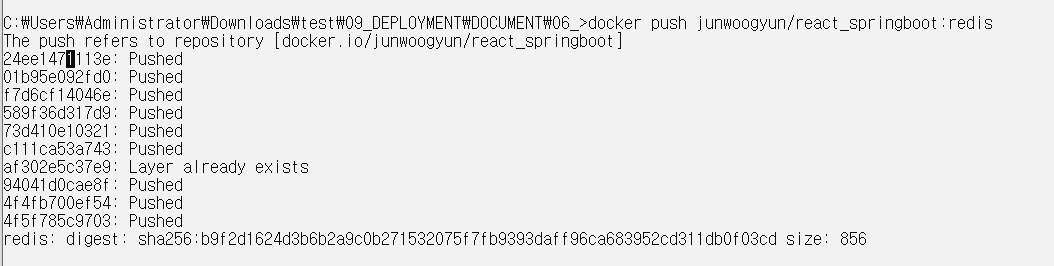 C:₩Users₩Administrator₩Downloads₩test₩09_DEPLOYMENT₩DOCUMENT₩06_>docker push junwoogyun/react_springboot:redis
The push refers to repository [docker.io/junwoogyun/react_springboot]
24ee1471113e: Pushed
01b95e092fd0: Pushed
f7d6cf14046e: Pushed
589f36d317d9: Pushed
73d410e10321: Pushed
c111ca53a743: Pushed
af302e5c37e9: Layer already exists
94041d0cae8f: Pushed
4f4fb700ef54: Pushed
4f5f785c9703: Pushed
redis: digest: sha256:b9f2d1624d3b6b2a9c0b271532075f7fb9393daff96ca683952cd311db0f03cd size: 856